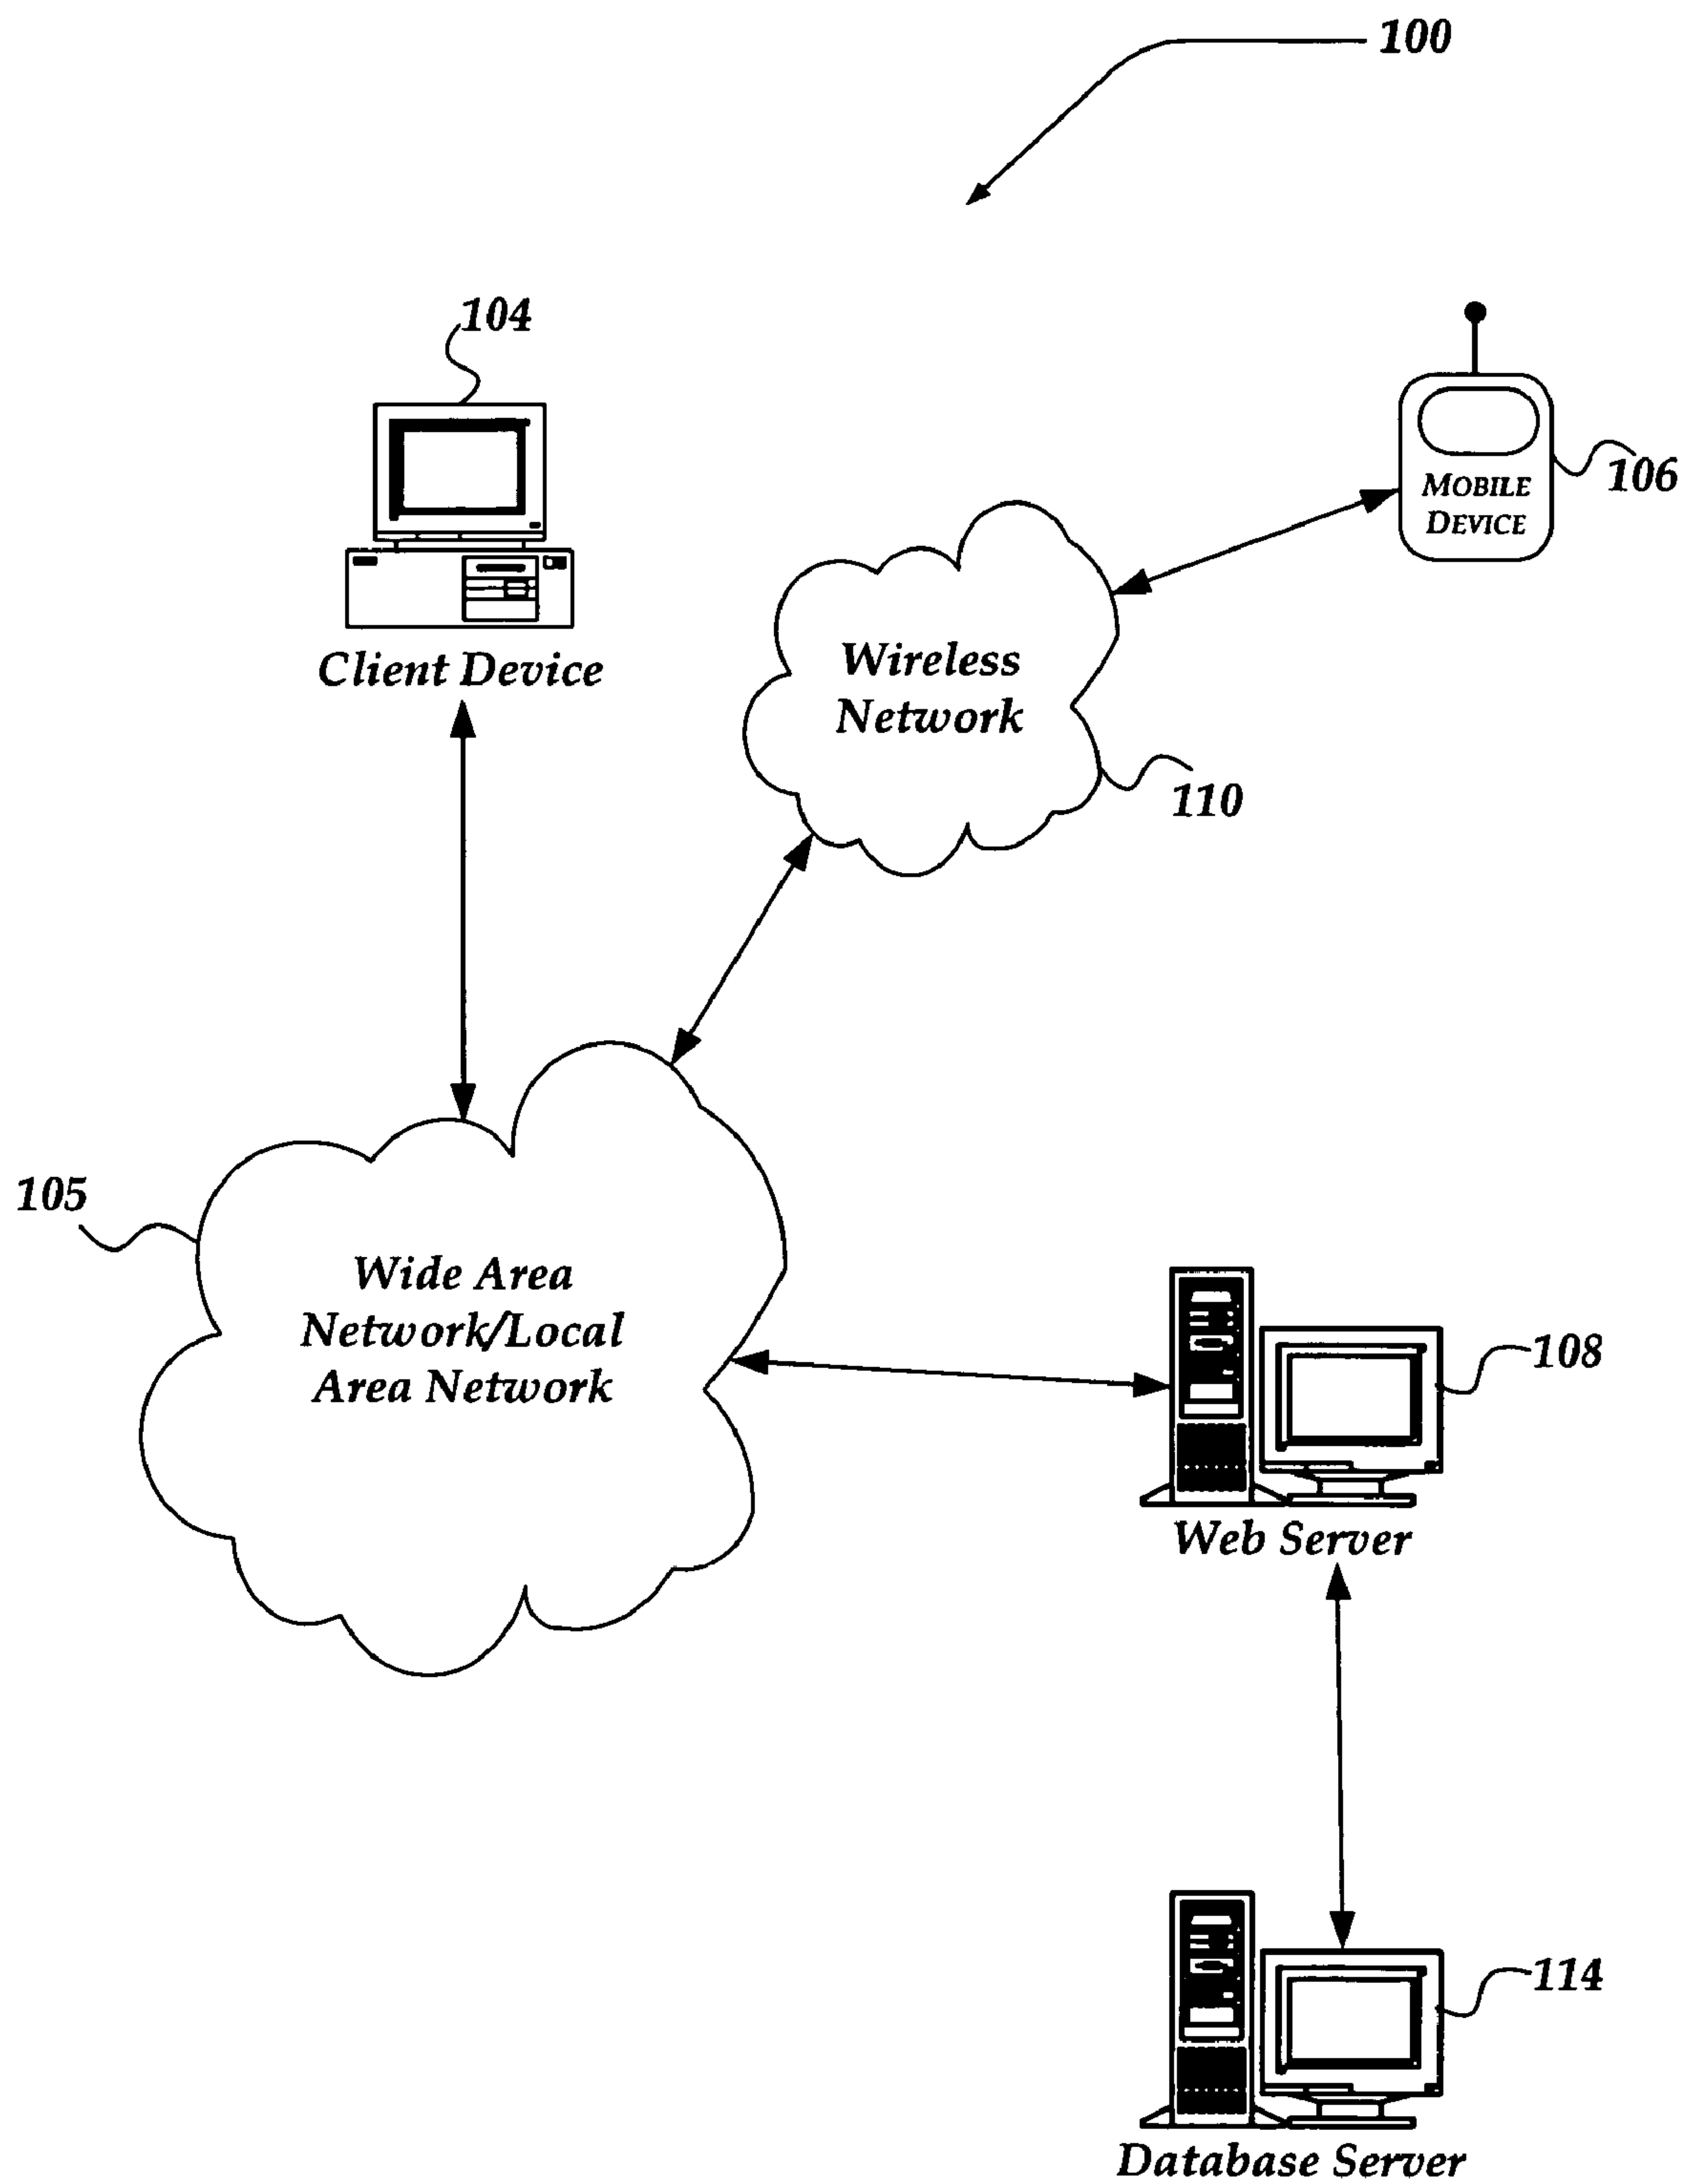 100
104
106
MOBILE
DEVICE
Client Device
Wireless
Network
110
105
Wide Area
Network/Local
Area Network
108
Web Server
114
Database Server